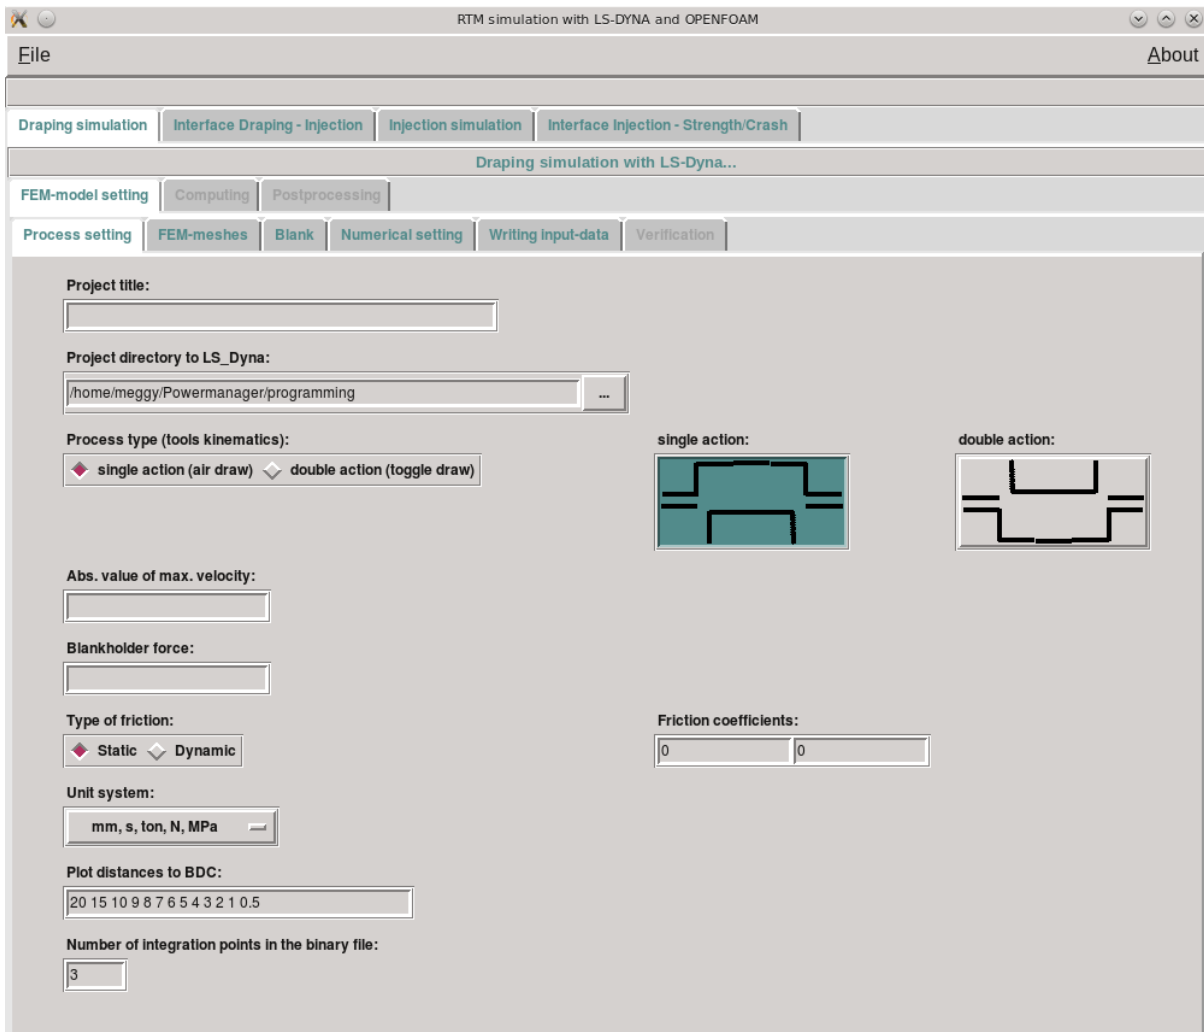 RTM simulation with LS-DYNA and OPENFOAM
File About
Draping simulation Interface Draping - Injection Injection simulation Interface Injection - Strength/Crash
Draping simulation with LS-Dyna...
FEM-model setting Computing Postprocessing
Process setting FEM-meshes Blank Numerical setting Writing input-data Verification
Project title:
Project directory to LS_Dyna:
/home/meggy/Powermanager/programming ...
Process type (tools kinematics): single action: double action:
single action (air draw) double action (toggle draw)
Abs. value of max. velocity:
Blankholder force:
Type of friction: Friction coefficients:
Static Dynamic 0 0
Unit system:
mm, s, ton, N, MPa
Plot distances to BDC:
20 15 10 9 8 7 6 5 4 3 2 1 0.5
Number of integration points in the binary file:
3